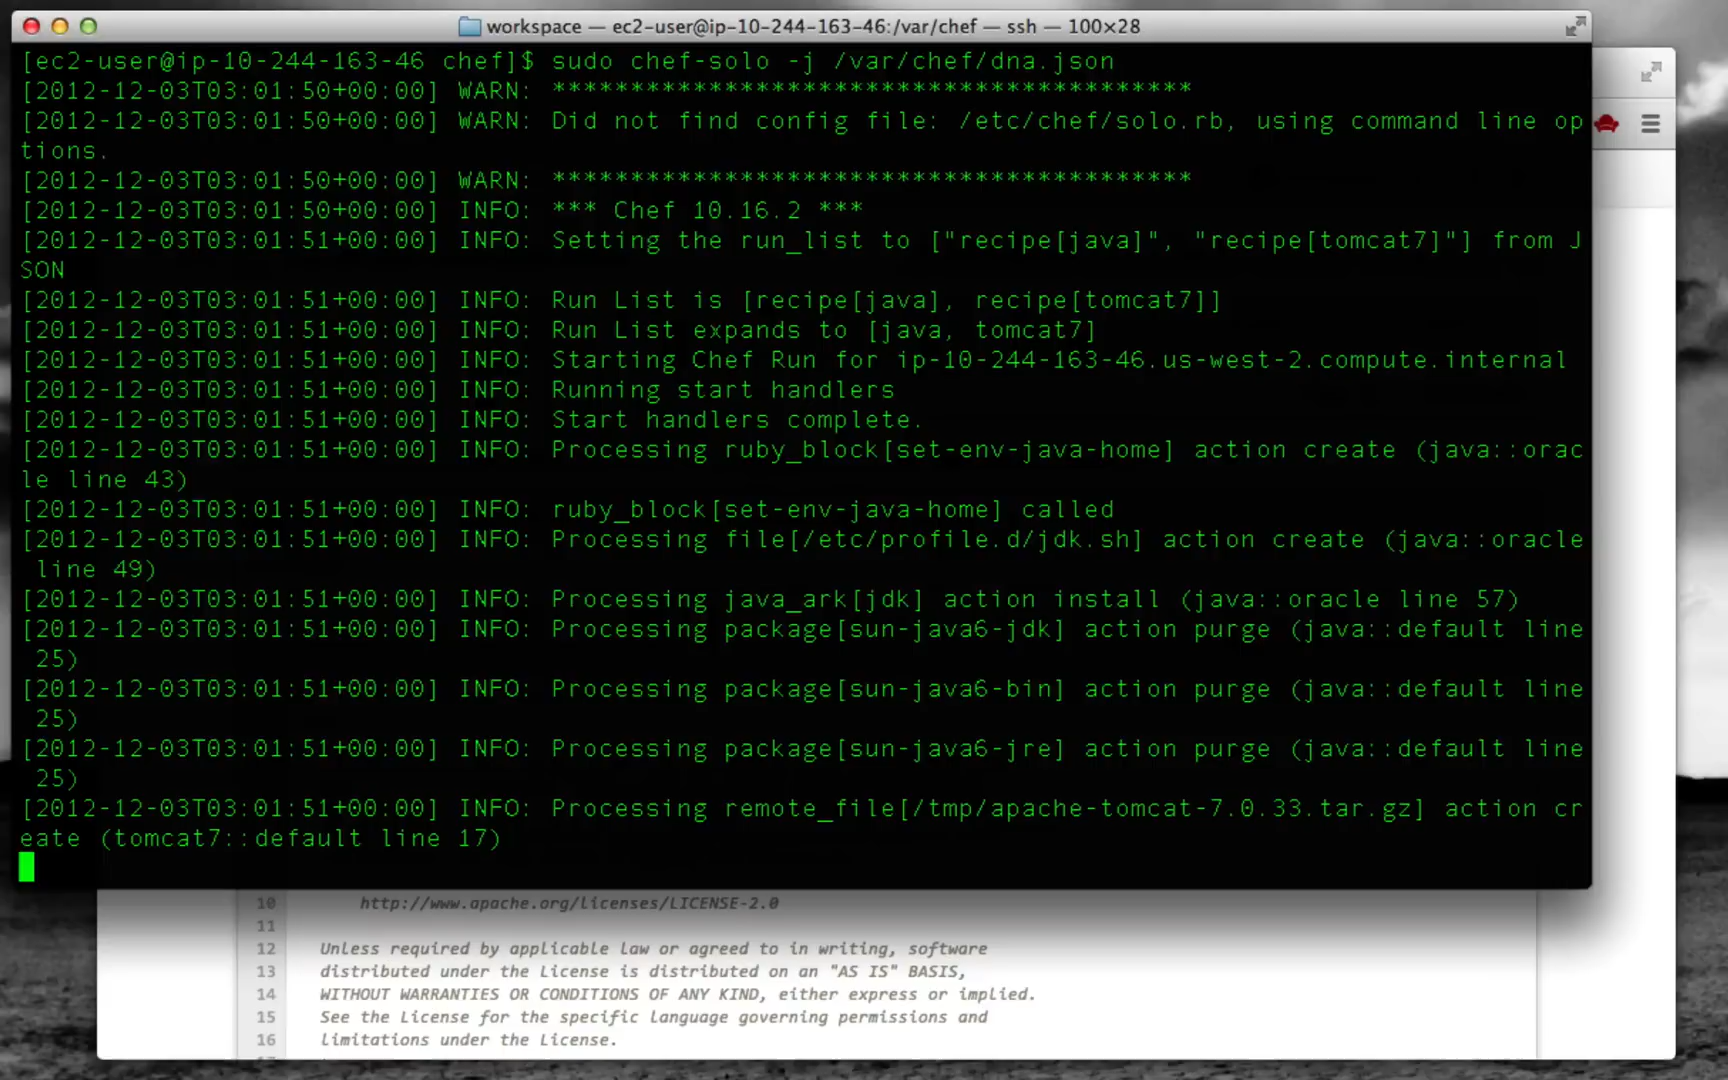 workspace — ec2-user@ip-10-244-163-46:/var/chef — ssh — 100×28
[ec2-user@ip-10-244-163-46 chef]$ sudo chef-solo -j /var/chef/dna.json
[2012-12-03T03:01:50+00:00] WARN: *****************************************
[2012-12-03T03:01:50+00:00] WARN: Did not find config file: /etc/chef/solo.rb, using command line op
tions.
[2012-12-03T03:01:50+00:00] WARN: *****************************************
[2012-12-03T03:01:50+00:00] INFO: *** Chef 10.16.2 ***
[2012-12-03T03:01:50+00:00] INFO: Setting the run_list to ["recipe[java]", "recipe[tomcat7]"] from J
SON
[2012-12-03T03:01:51+00:00] INFO: Run List is [recipe[java], recipe[tomcat7]]
[2012-12-03T03:01:51+00:00] INFO: Run List expands to [java, tomcat7]
[2012-12-03T03:01:51+00:00] INFO: Starting Chef Run for ip-10-244-163-46.us-west-2.compute.internal
[2012-12-03T03:01:51+00:00] INFO: Running start handlers
[2012-12-03T03:01:51+00:00] INFO: Start handlers complete.
[2012-12-03T03:01:51+00:00] INFO: Processing ruby_block[set-env-java-home] action create (java::orac
le line 43)
[2012-12-03T03:01:51+00:00] INFO: ruby_block[set-env-java-home] called
[2012-12-03T03:01:51+00:00] INFO: Processing file[/etc/profile.d/jdk.sh] action create (java::oracle
 line 49)
[2012-12-03T03:01:51+00:00] INFO: Processing java_ark[jdk] action install (java::oracle line 57)
[2012-12-03T03:01:51+00:00] INFO: Processing package[sun-java6-jdk] action purge (java::default line
 25)
[2012-12-03T03:01:51+00:00] INFO: Processing package[sun-java6-bin] action purge (java::default line
 25)
[2012-12-03T03:01:51+00:00] INFO: Processing package[sun-java6-jre] action purge (java::default line
 25)
[2012-12-03T03:01:51+00:00] INFO: Processing remote_file[/tmp/apache-tomcat-7.0.33.tar.gz] action cr
eate (tomcat7::default line 17)
10 http://www.apache.org/licenses/LICENSE-2.0
11
12 Unless required by applicable law or agreed to in writing, software
13 distributed under the License is distributed on an "AS IS" BASIS,
14 WITHOUT WARRANTIES OR CONDITIONS OF ANY KIND, either express or implied.
15 See the License for the specific language governing permissions and
16 limitations under the License.